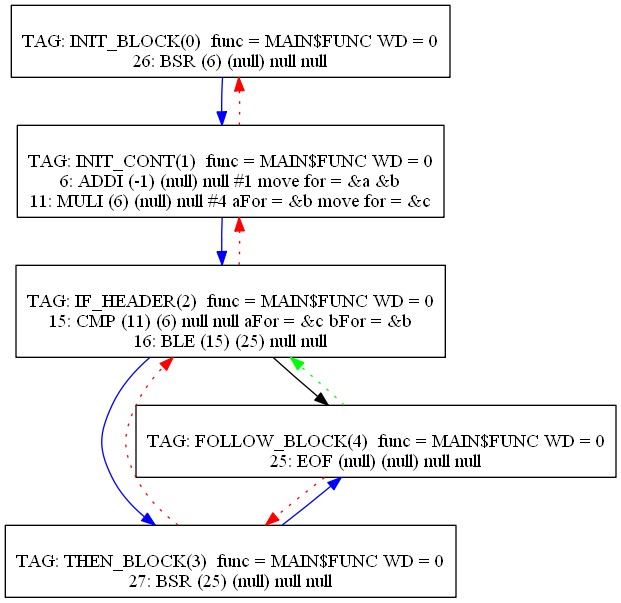 TAG: INIT_BLOCK(0)  func = MAIN$FUNC WD = 0
26: BSR (6) (null) null null
TAG: INIT_CONT(1)  func = MAIN$FUNC WD = 0
6: ADDI (-1) (null) null #1 move for = &a &b
11: MULI (6) (null) null #4 aFor = &b move for = &c
TAG: IF_HEADER(2)  func = MAIN$FUNC WD = 0
15: CMP (11) (6) null null aFor = &c bFor = &b
16: BLE (15) (25) null null
TAG: FOLLOW_BLOCK(4)  func = MAIN$FUNC WD = 0
25: EOF (null) (null) null null
TAG: THEN_BLOCK(3)  func = MAIN$FUNC WD = 0
27: BSR (25) (null) null null